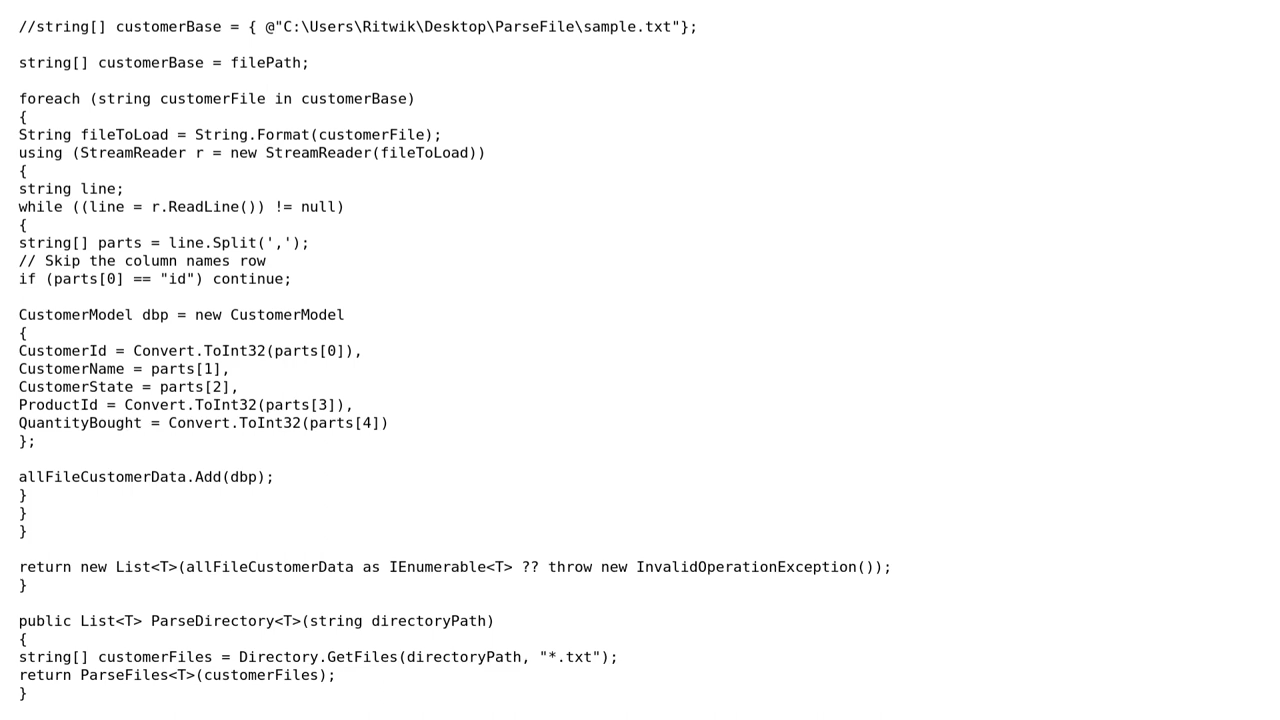 //string[] customerBase = { @"C:\Users\Ritwik\Desktop\ParseFile\sample.txt"};
string[] customerBase = filePath;
foreach (string customerFile in customerBase)
{
String fileToLoad = String.Format(customerFile);
using (StreamReader r = new StreamReader(fileToLoad))
{
string line;
while ((line = r.ReadLine()) != null)
{
string[] parts = line.Split(',');
// Skip the column names row
if (parts[0] == "id") continue;
CustomerModel dbp = new CustomerModel
{
CustomerId = Convert.ToInt32(parts[0]),
CustomerName = parts[1],
CustomerState = parts[2],
ProductId = Convert.ToInt32(parts[3]),
QuantityBought = Convert.ToInt32(parts[4])
};
allFileCustomerData.Add(dbp);
}
}
}
return new List<T>(allFileCustomerData as IEnumerable<T> ?? throw new InvalidOperationException());
}
public List<T> ParseDirectory<T>(string directoryPath)
{
string[] customerFiles = Directory.GetFiles(directoryPath, "*.txt");
return ParseFiles<T>(customerFiles);
}